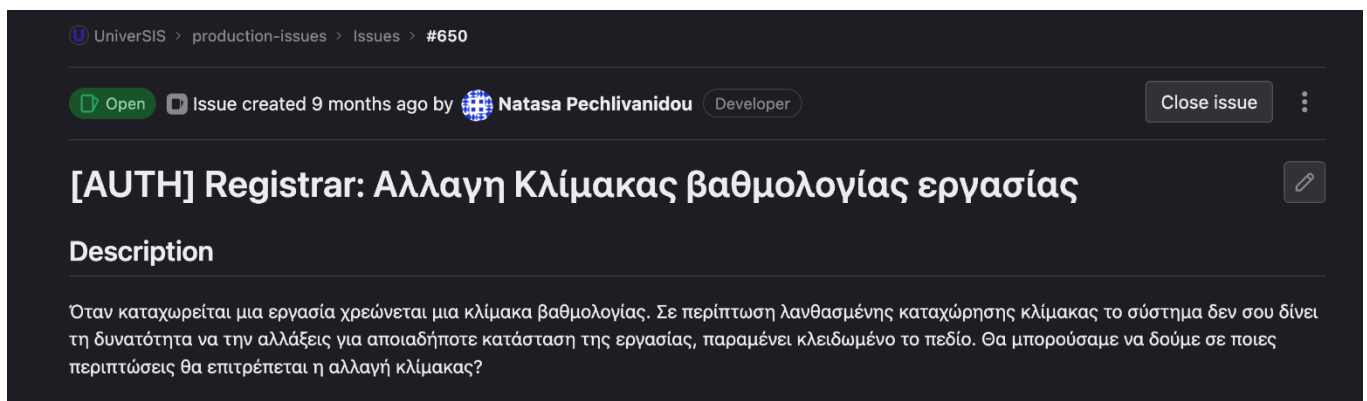 UniverSIS > production-issues > Issues > #650
Open Issue created 9 months ago by Natasa Pechlivanidou Developer Close issue
[AUTH] Registrar: Αλλαγη Κλίμακας βαθμολογίας εργασίας
Description
Όταν καταχωρείται μια εργασία χρεώνεται μια κλίμακα βαθμολογίας. Σε περίπτωση λανθασμένης καταχώρησης κλίμακας το σύστημα δεν σου δίνει
τη δυνατότητα να την αλλάξεις για αποιαδήποτε κατάσταση της εργασίας, παραμένει κλειδωμένο το πεδίο. Θα μπορούσαμε να δούμε σε ποιες
περιπτώσεις θα επιτρέπεται η αλλαγή κλίμακας?